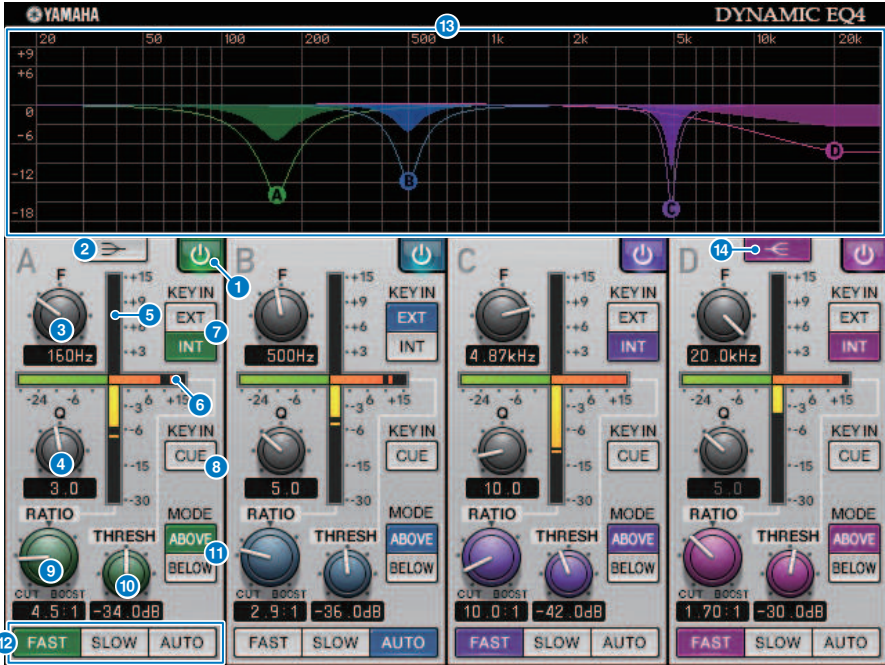 YAMAHA DYNAMIC EQ4
13
20 50 100 200 500 1k 2k 5k 10k 20k
+9
+6
0
-6
-12
-18
A B C D
A 2 1 B C D 14
F +15 KEY IN F +15 KEY IN F +15 KEY IN F +15 KEY IN
3 5 +9 7 EXT +9 EXT +9 EXT +9 EXT
+6 +6 +6 +6
160Hz +3 INT 500Hz +3 INT 4.87kHz +3 INT 20.0kHz +3 INT
6
-24 -6 -3 6 +15 -24 -6 -3 6 +15 -24 -6 -3 6 +15 -24 -6 -3 6 +15
Q -6 KEY IN Q -6 KEY IN Q -6 KEY IN Q -6 KEY IN
4 -15 8 CUE -15 CUE -15 CUE -15 CUE
3.0 -30 5.0 -30 10.0 -30 5.0 -30
RATIO MODE RATIO MODE RATIO MODE RATIO MODE
THRESH ABOVE THRESH ABOVE THRESH ABOVE THRESH ABOVE
9 10 11 BELOW BELOW BELOW BELOW
CUT BOOST CUT BOOST CUT BOOST CUT BOOST
4.5:1 -34.0dB 2.9:1 -36.0dB 10.0:1 -42.0dB 1.70:1 -30.0dB
12 FAST SLOW AUTO FAST SLOW AUTO FAST SLOW AUTO FAST SLOW AUTO